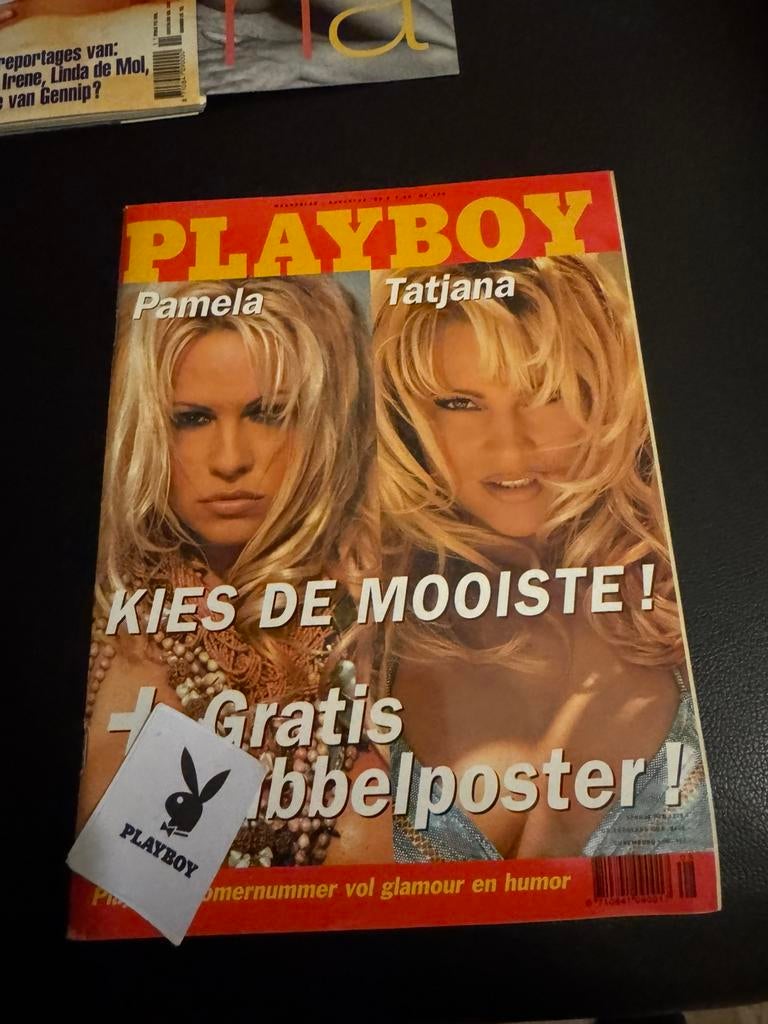 reportages van:
Irene, Linda de Mol,
van Gennip?
na
PLAYBOY
Pamela
Tatjana
KIES DE MOOISTE!
+ Gratis
bbelposter!
PLAYBOY
omernummer vol glamour en humor